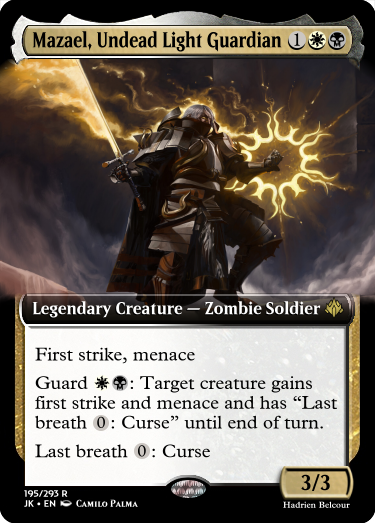 Mazael, Undead Light Guardian 1
Legendary Creature — Zombie Soldier
First strike, menace
Guard : Target creature gains
first strike and menace and has “Last
breath 0: Curse” until end of turn.
Last breath 0: Curse
3/3
195/293 R
JK • EN Camilo Palma
Hadrien Belcour